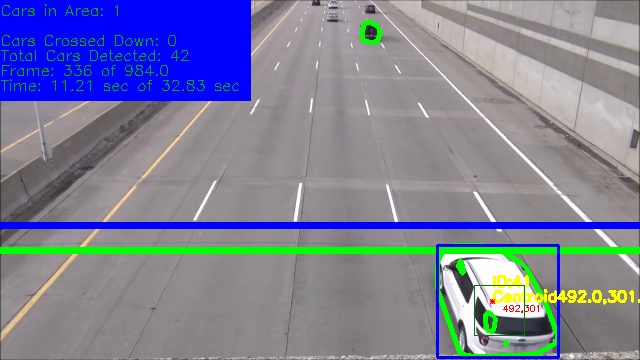 Cars in Area: 1
Cars Crossed Down: 0
Total Cars Detected: 42
Frame: 336 of 984.0
Time: 11.21 sec of 32.83 sec
ID:41
Centroid492.0,301.
492,301